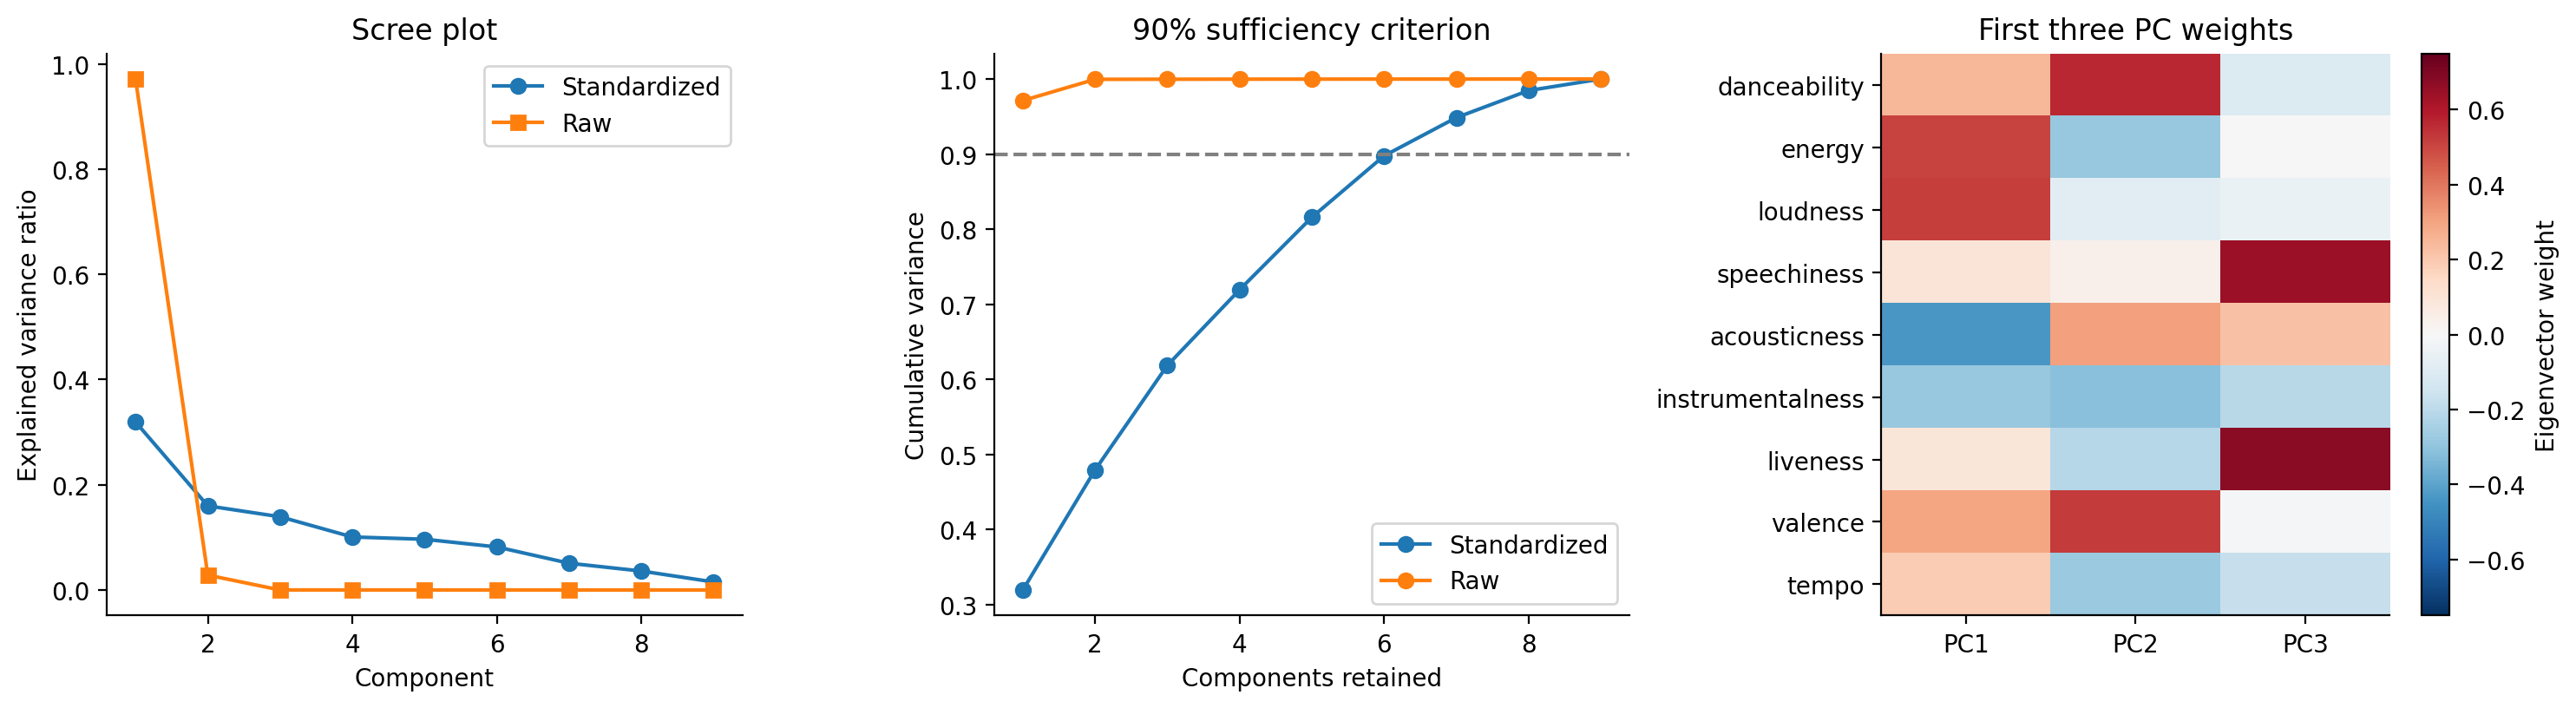 Scree plot
1.0
0.8
0.6
0.4
0.2
0.0
Explained variance ratio
Standardized
Raw
2
4
6
8
Component
90% sufficiency criterion
1.0
0.9
0.8
0.7
0.6
0.5
0.4
0.3
Cumulative variance
Standardized
Raw
2
4
6
8
Components retained
First three PC weights
danceability
energy
loudness
speechiness
acousticness
instrumentalness
liveness
valence
tempo
PC1
PC2
PC3
0.6
0.4
0.2
0.0
−0.2
−0.4
−0.6
Eigenvector weight